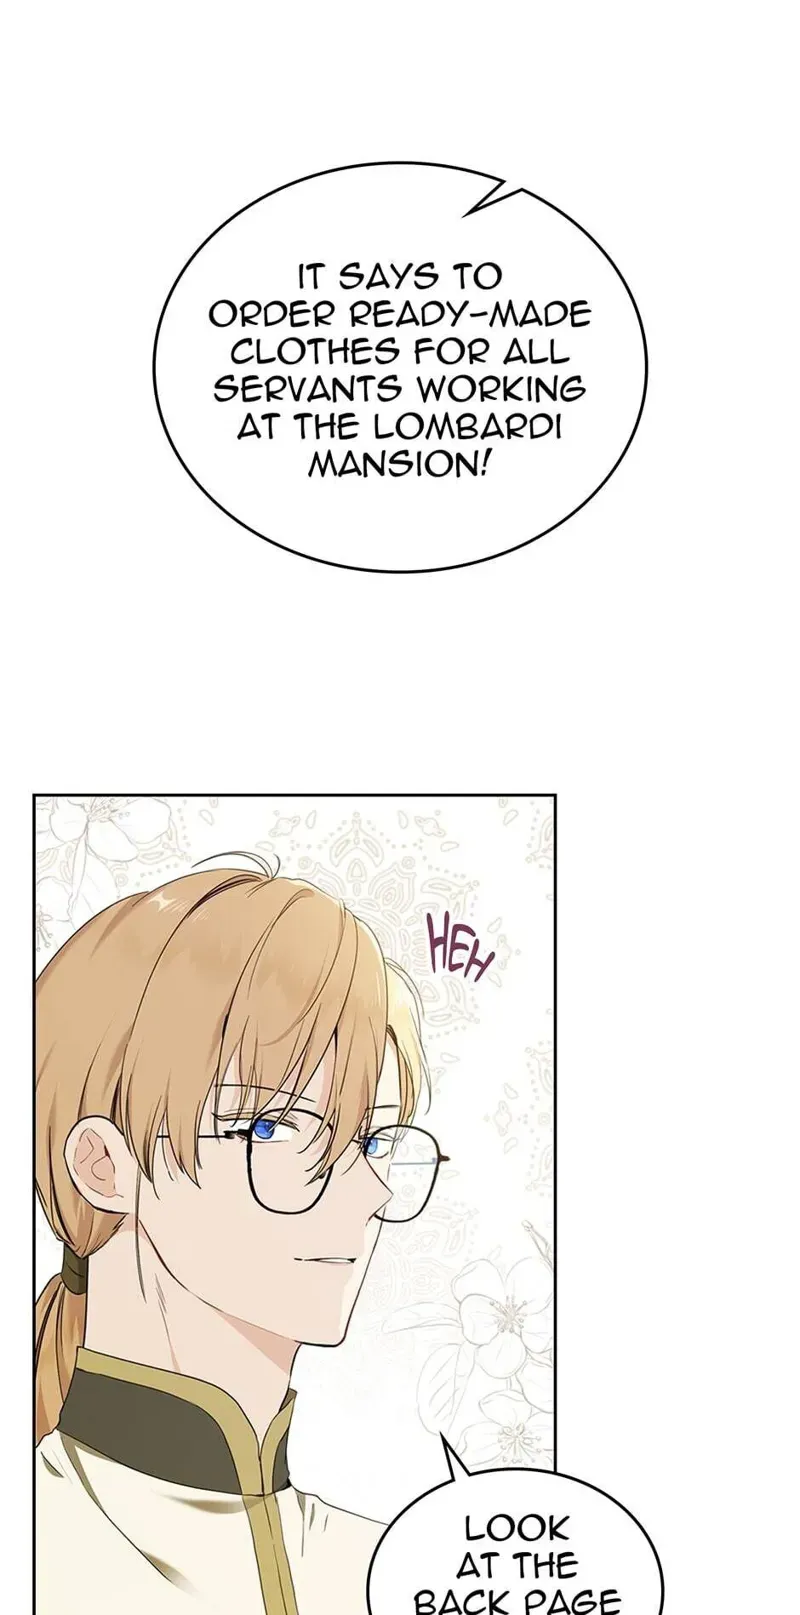 IT SAYS TO
ORDER READY-MADE
CLOTHES FOR ALL
SERVANTS WORKING
AT THE LOMBARDI
MANSION!
HEH
LOOK
AT THE
BACK PAGE